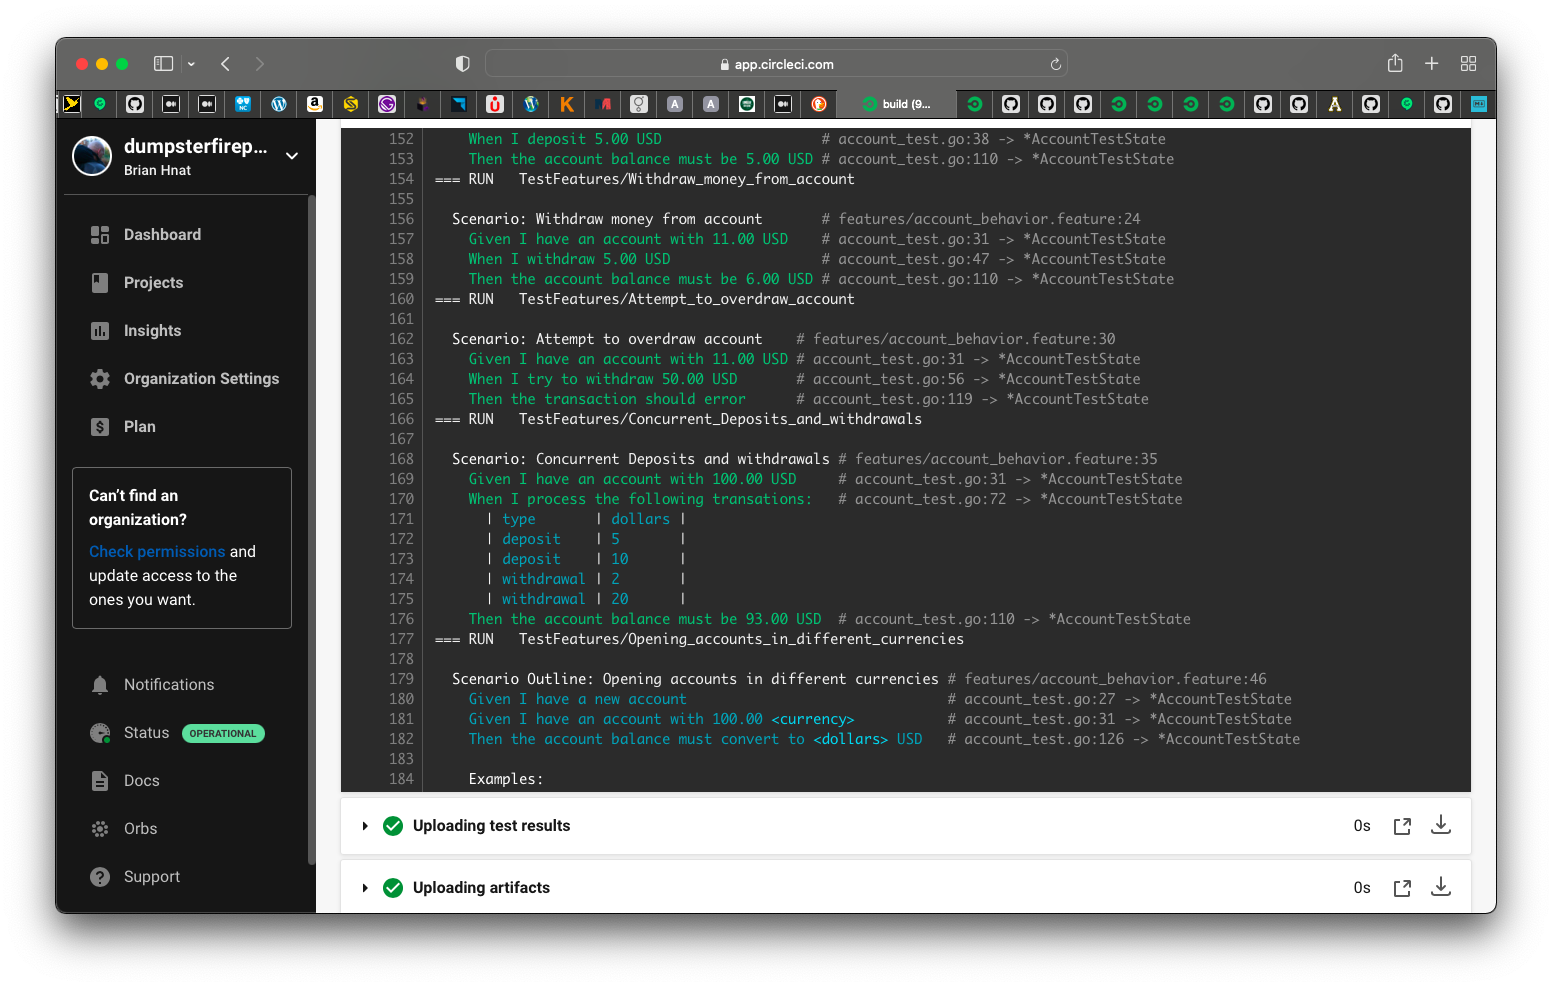 app.circleci.com
build (9...
dumpsterfirep...
Brian Hnat
Dashboard
Projects
Insights
Organization Settings
Plan
Can't find an
organization?
Check permissions and
update access to the
ones you want.
Notifications
Status OPERATIONAL
Docs
Orbs
Support
152 When I deposit 5.00 USD # account_test.go:38 -> *AccountTestState
153 Then the account balance must be 5.00 USD # account_test.go:110 -> *AccountTestState
154 === RUN TestFeatures/Withdraw_money_from_account
155
156 Scenario: Withdraw money from account # features/account_behavior.feature:24
157 Given I have an account with 11.00 USD # account_test.go:31 -> *AccountTestState
158 When I withdraw 5.00 USD # account_test.go:47 -> *AccountTestState
159 Then the account balance must be 6.00 USD # account_test.go:110 -> *AccountTestState
160 === RUN TestFeatures/Attempt_to_overdraw_account
161
162 Scenario: Attempt to overdraw account # features/account_behavior.feature:30
163 Given I have an account with 11.00 USD # account_test.go:31 -> *AccountTestState
164 When I try to withdraw 50.00 USD # account_test.go:56 -> *AccountTestState
165 Then the transaction should error # account_test.go:119 -> *AccountTestState
166 === RUN TestFeatures/Concurrent_Deposits_and_withdrawals
167
168 Scenario: Concurrent Deposits and withdrawals # features/account_behavior.feature:35
169 Given I have an account with 100.00 USD # account_test.go:31 -> *AccountTestState
170 When I process the following transations: # account_test.go:72 -> *AccountTestState
171 | type | dollars |
172 | deposit | 5 |
173 | deposit | 10 |
174 | withdrawal | 2 |
175 | withdrawal | 20 |
176 Then the account balance must be 93.00 USD # account_test.go:110 -> *AccountTestState
177 === RUN TestFeatures/Opening_accounts_in_different_currencies
178
179 Scenario Outline: Opening accounts in different currencies # features/account_behavior.feature:46
180 Given I have a new account # account_test.go:27 -> *AccountTestState
181 Given I have an account with 100.00 <currency> # account_test.go:31 -> *AccountTestState
182 Then the account balance must convert to <dollars> USD # account_test.go:126 -> *AccountTestState
183
184 Examples:
Uploading test results 0s
Uploading artifacts 0s